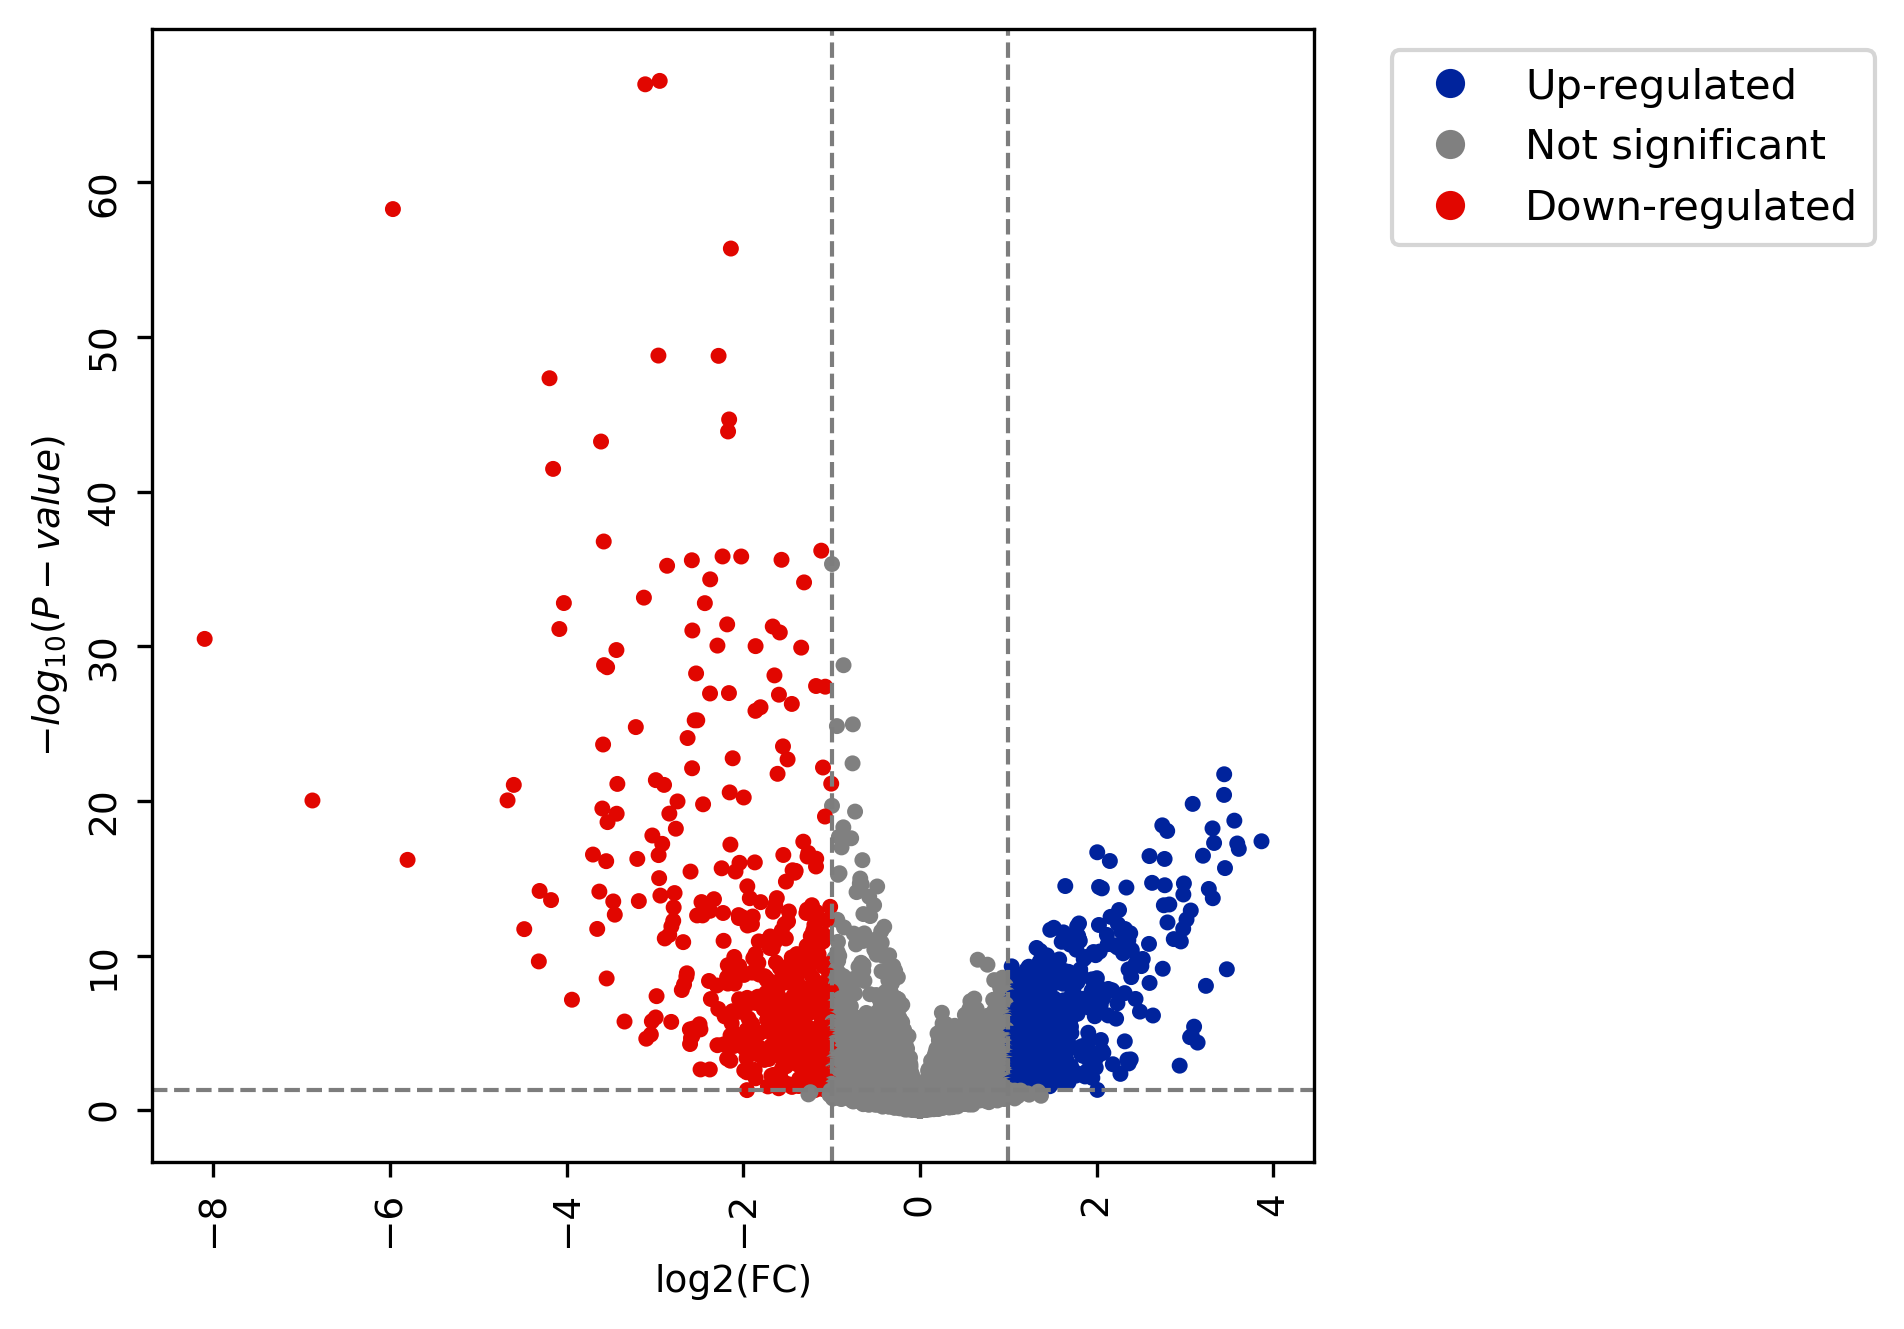 Up-regulated
Not significant
Down-regulated
−log10(P − value)
60
50
40
30
20
10
0
−8
−6
−4
−2
0
2
4
log2(FC)